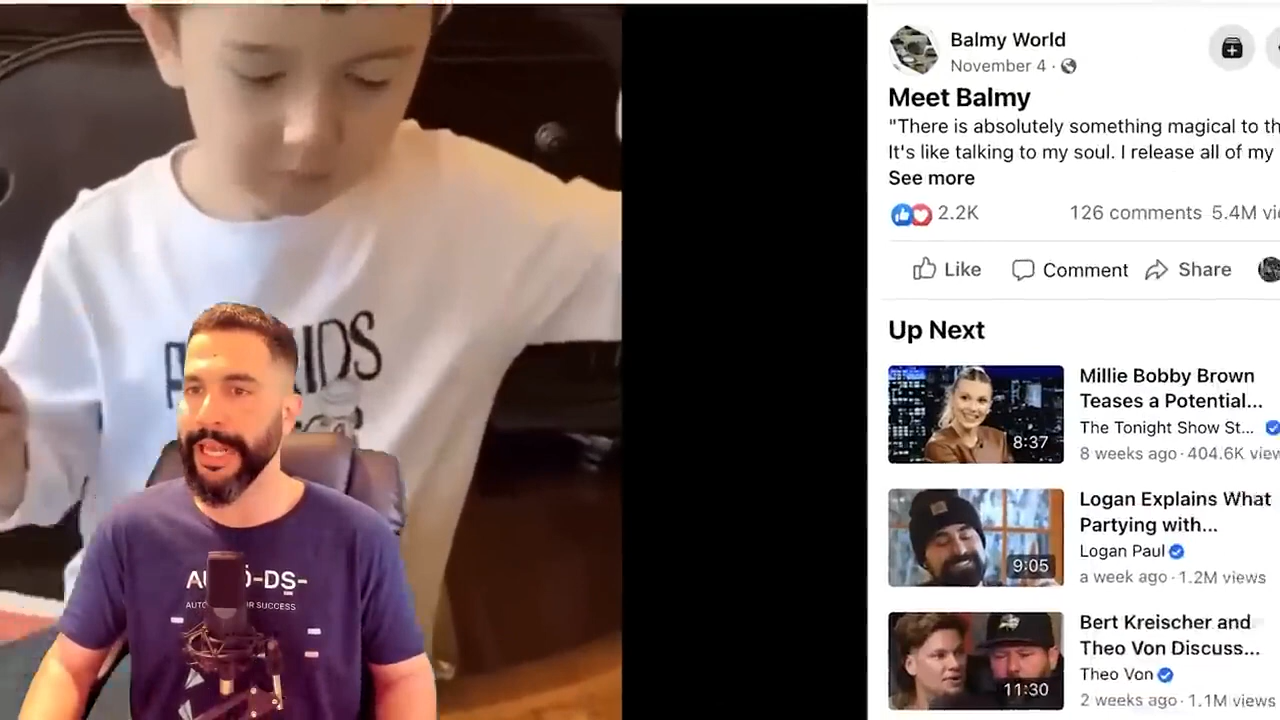 Balmy World
November 4 ·
Meet Balmy
"There is absolutely something magical to th
It's like talking to my soul. I release all of my
See more
2.2K
126 comments 5.4M vi
Like
Comment
Share
Up Next
Millie Bobby Brown
Teases a Potential...
The Tonight Show St...
8 weeks ago · 404.6K view
8:37
Logan Explains What
Partying with...
Logan Paul
a week ago · 1.2M views
9:05
Bert Kreischer and
Theo Von Discuss...
Theo Von
2 weeks ago · 1.1M views
11:30
IDS
-DS-
SUCCESS